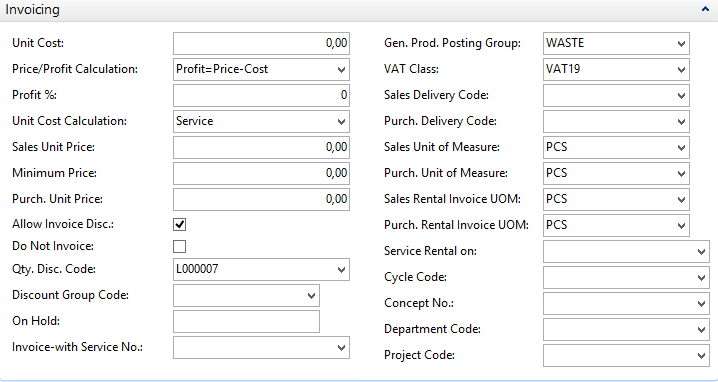 Invoicing
Unit Cost: 0,00
Price/Profit Calculation: Profit=Price-Cost
Profit %: 0
Unit Cost Calculation: Service
Sales Unit Price: 0,00
Minimum Price: 0,00
Purch. Unit Price: 0,00
Allow Invoice Disc.:
Do Not Invoice:
Qty. Disc. Code: L000007
Discount Group Code:
On Hold:
Invoice-with Service No.:
Gen. Prod. Posting Group: WASTE
VAT Class: VAT19
Sales Delivery Code:
Purch. Delivery Code:
Sales Unit of Measure: PCS
Purch. Unit of Measure: PCS
Sales Rental Invoice UOM: PCS
Purch. Rental Invoice UOM: PCS
Service Rental on:
Cycle Code:
Concept No.:
Department Code:
Project Code: